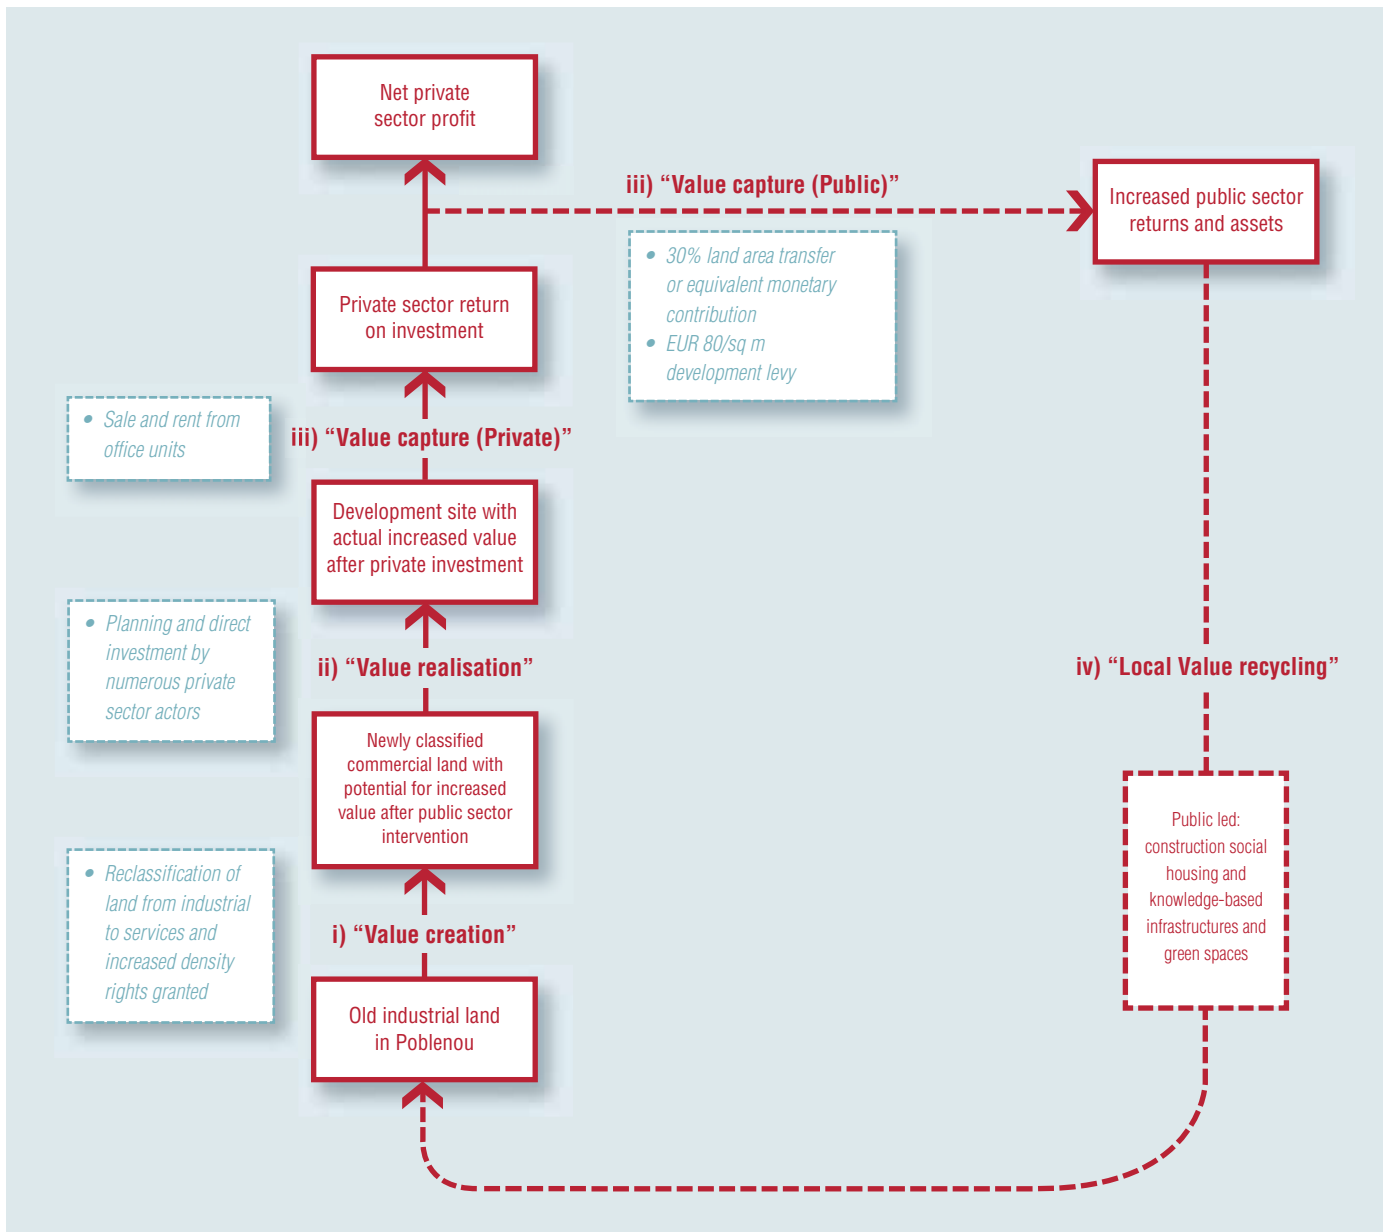 Net private
sector profit
iii) “Value capture (Public)”
Increased public sector
returns and assets
• 30% land area transfer
or equivalent monetary
contribution
• EUR 80/sq m
development levy
Private sector return
on investment
• Sale and rent from
office units
iii) “Value capture (Private)”
Development site with
actual increased value
after private investment
• Planning and direct
investment by
numerous private
sector actors
ii) “Value realisation”
iv) “Local Value recycling”
Newly classified
commercial land with
potential for increased
value after public sector
intervention
Public led:
construction social
housing and
knowledge-based
infrastructures and
green spaces
• Reclassification of
land from industrial
to services and
increased density
rights granted
i) “Value creation”
Old industrial land
in Poblenou